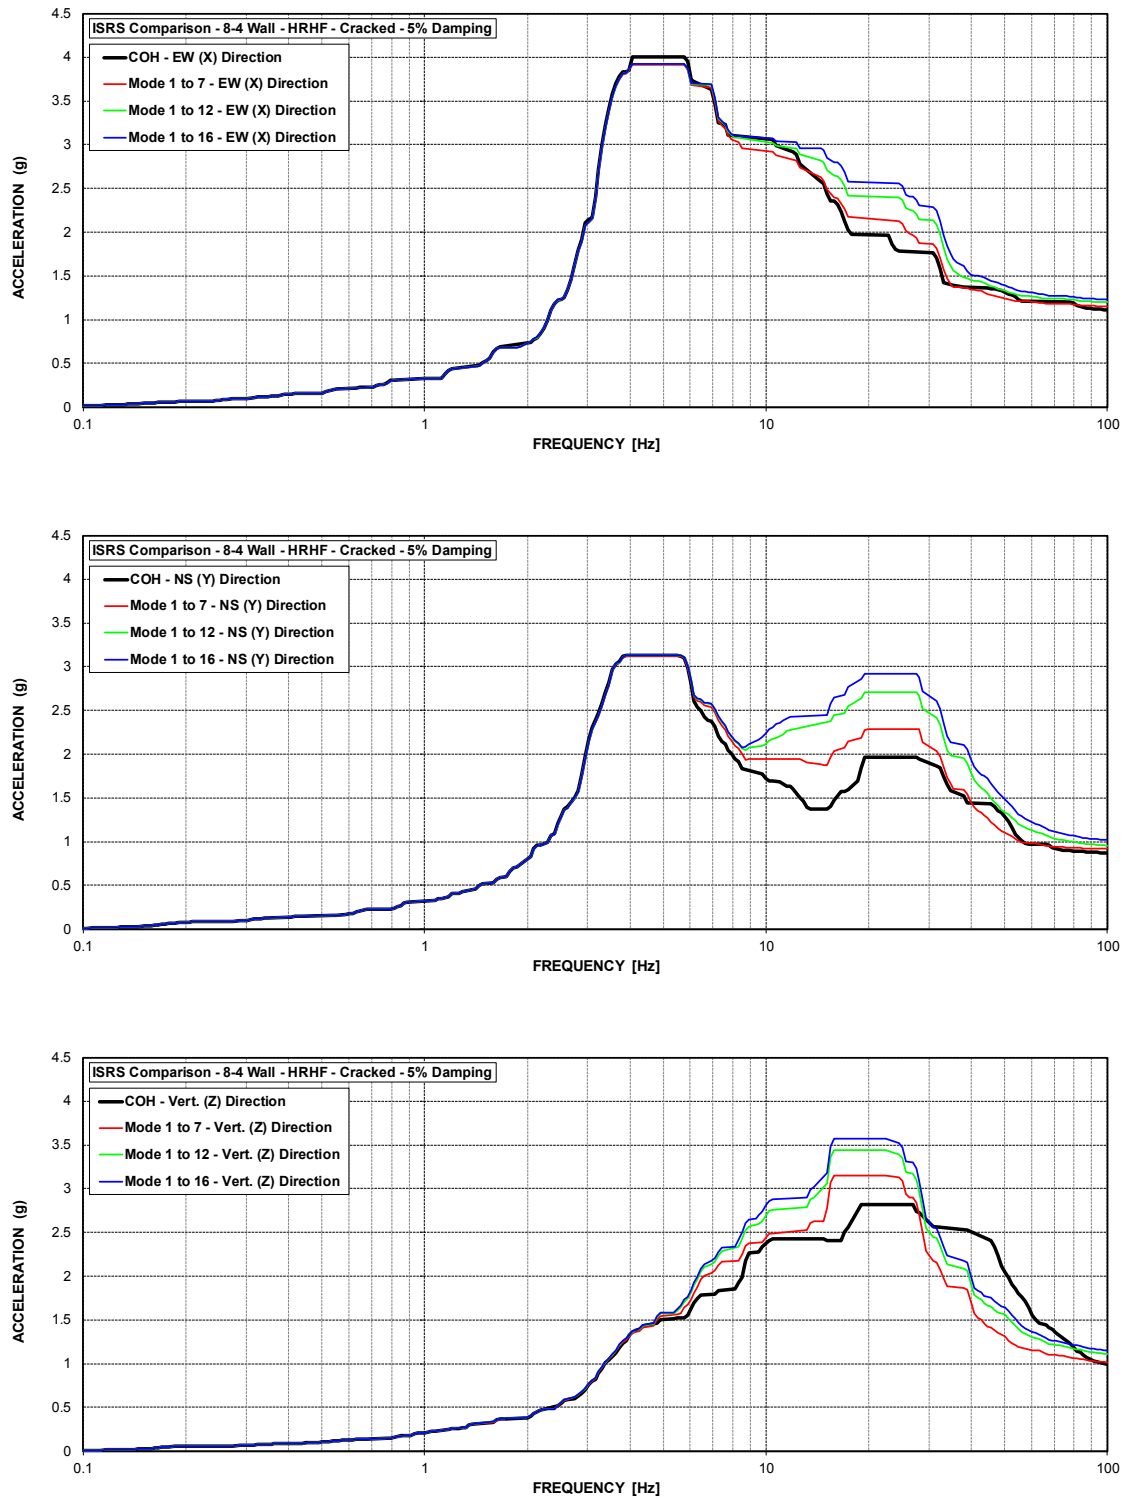 ISRS Comparison - 8-4 Wall - HRHF - Cracked - 5% Damping
COH - EW (X) Direction
Mode 1 to 7 - EW (X) Direction
Mode 1 to 12 - EW (X) Direction
Mode 1 to 16 - EW (X) Direction
ACCELERATION (g)
4.5
4
3.5
3
2.5
2
1.5
1
0.5
0
0.1
1
10
100
FREQUENCY [Hz]
ISRS Comparison - 8-4 Wall - HRHF - Cracked - 5% Damping
COH - NS (Y) Direction
Mode 1 to 7 - NS (Y) Direction
Mode 1 to 12 - NS (Y) Direction
Mode 1 to 16 - NS (Y) Direction
ACCELERATION (g)
4.5
4
3.5
3
2.5
2
1.5
1
0.5
0
0.1
1
10
100
FREQUENCY [Hz]
ISRS Comparison - 8-4 Wall - HRHF - Cracked - 5% Damping
COH - Vert. (Z) Direction
Mode 1 to 7 - Vert. (Z) Direction
Mode 1 to 12 - Vert. (Z) Direction
Mode 1 to 16 - Vert. (Z) Direction
ACCELERATION (g)
4.5
4
3.5
3
2.5
2
1.5
1
0.5
0
0.1
1
10
100
FREQUENCY [Hz]